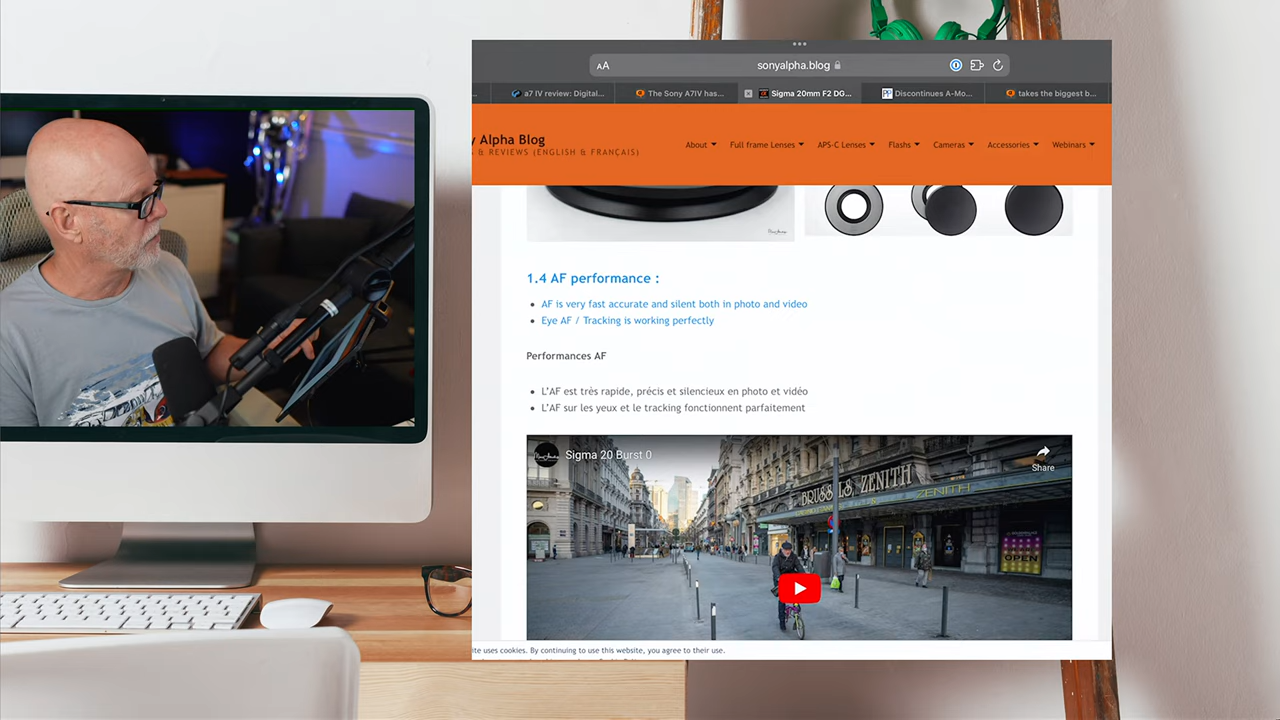 AA
sonyalpha.blog
a7 IV review: Digital...
The Sony A7IV has...
Sigma 20mm F2 DG...
Discontines A-Mo...
takes the biggest b...
y Alpha Blog
& REVIEWS (ENGLISH & FRANÇAIS)
About
Full frame Lenses
APS-C Lenses
Flashs
Cameras
Accessories
Webinars
1.4 AF performance :
AF is very fast accurate and silent both in photo and video
Eye AF / Tracking is working perfectly
Performances AF
L'AF est très rapide, précis et silencieux en photo et vidéo
L'AF sur les yeux et le tracking fonctionnent parfaitement
Sigma 20 Burst 0
Share
BRUSSELS, ZENITH
ZENITH
OPEN
ite uses cookies. By continuing to use this website, you agree to their use.